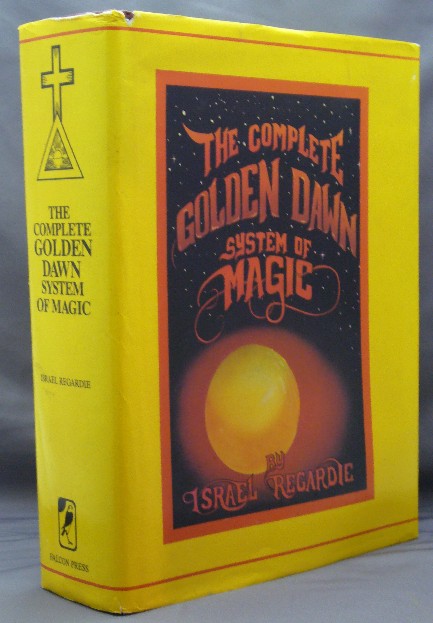 THE
COMPLETE
GOLDEN
DAWN
SYSTEM
OF MAGIC
ISRAEL REGARDIE
FALCON PRESS
THE COMPLETE
GOLDEN DAWN
SYSTEM OF
MAGIC
BY
ISRAEL REGARDIE